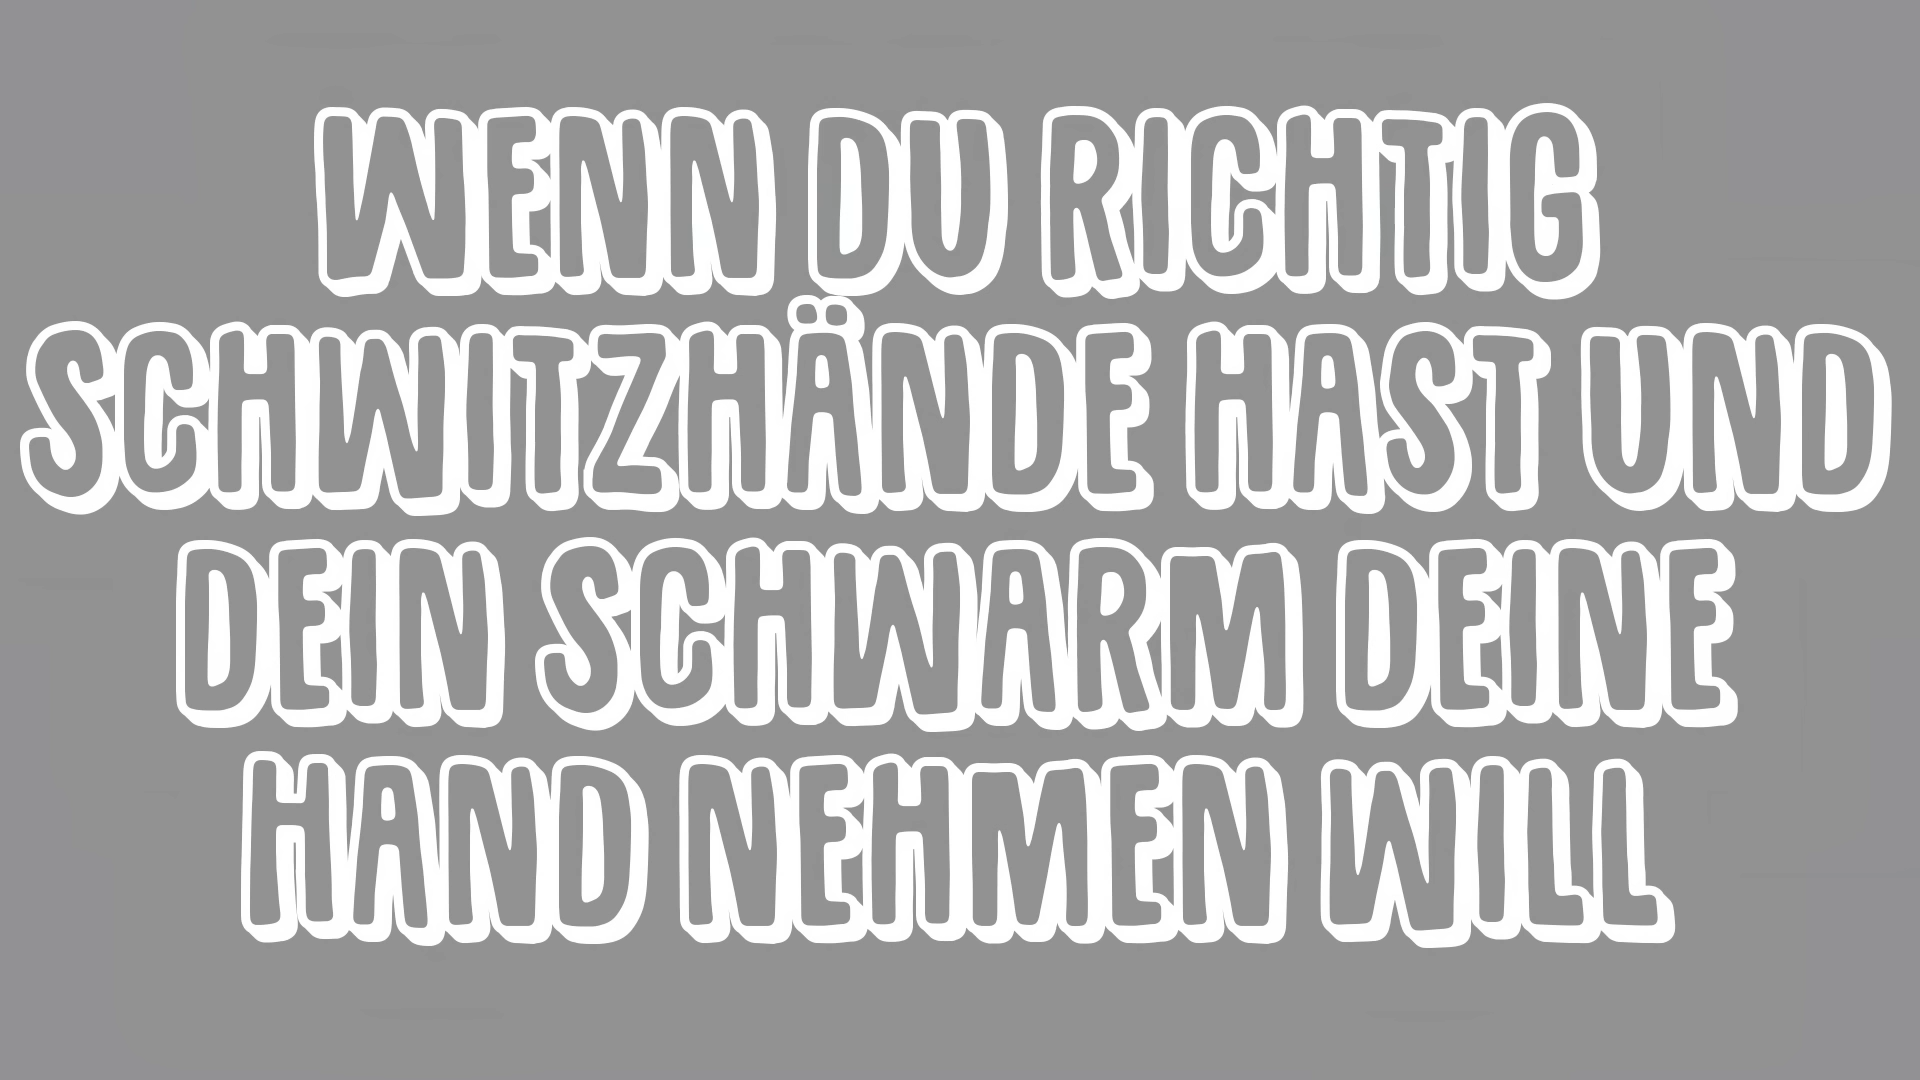 WENN DU RICHTIG
SCHWITZHÄNDE HAST UND
DEIN SCHWARM DEINE
HAND NEHMEN WILL